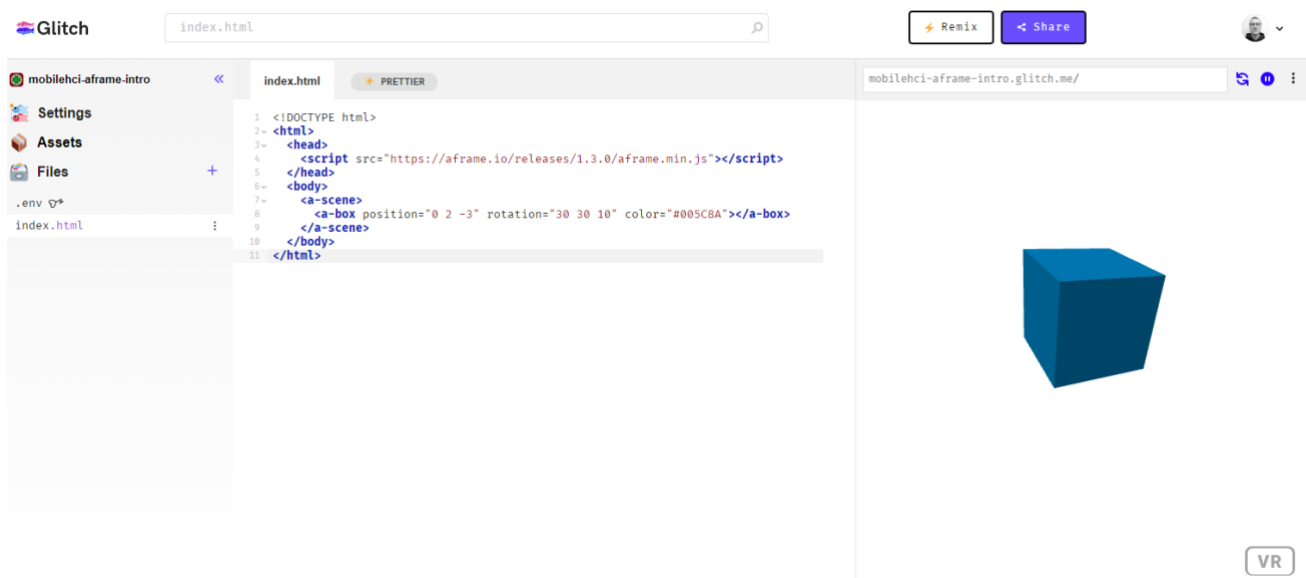 Glitch
index.html
Remix
Share
mobilehci-aframe-intro
Settings
Assets
Files
.env
index.html
index.html
PRETTIER
1 <!DOCTYPE html>
2 <html>
3 <head>
4 <script src="https://aframe.io/releases/1.3.0/aframe.min.js"></script>
5 </head>
6 <body>
7 <a-scene>
8 <a-box position="0 2 -3" rotation="30 30 10" color="#005C8A"></a-box>
9 </a-scene>
10 </body>
11 </html>
mobilehci-aframe-intro.glitch.me/
VR